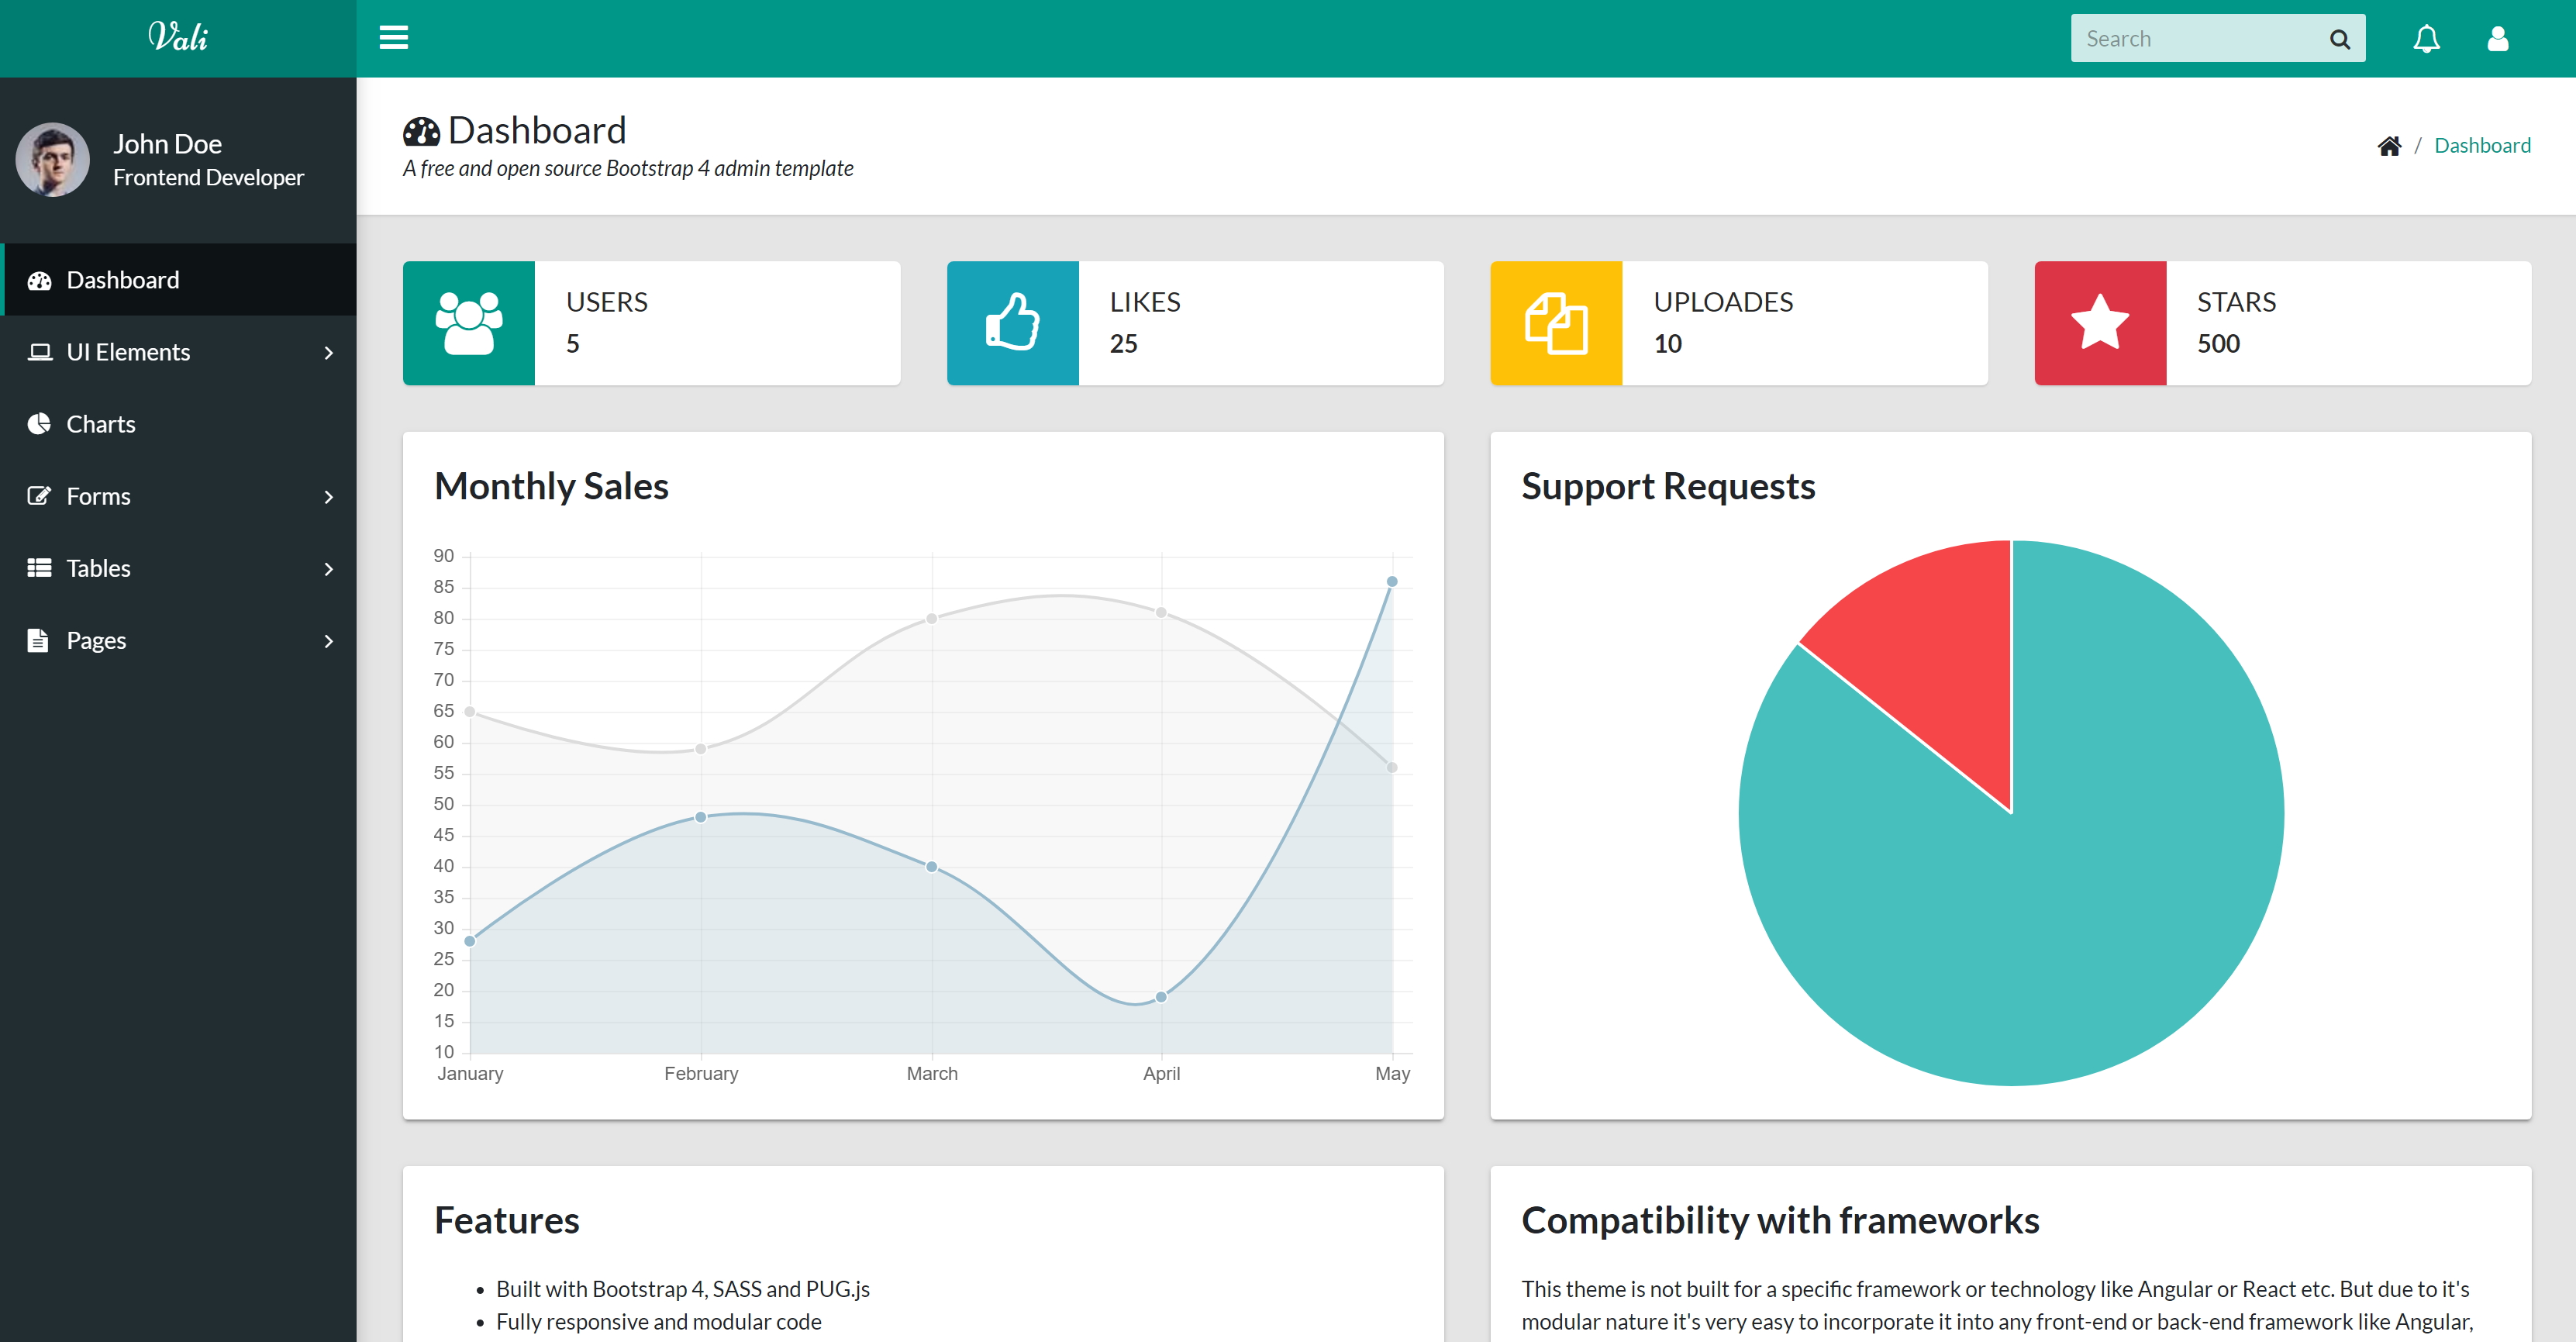 Vali
Search
John Doe
Frontend Developer
Dashboard
UI Elements
Charts
Forms
Tables
Pages
Dashboard
A free and open source Bootstrap 4 admin template
/ Dashboard
USERS
5
LIKES
25
UPLOADES
10
STARS
500
Monthly Sales
90
85
80
75
70
65
60
55
50
45
40
35
30
25
20
15
10
January February March April May
Support Requests
Features
• Built with Bootstrap 4, SASS and PUG.js
• Fully responsive and modular code
Compatibility with frameworks
This theme is not built for a specific framework or technology like Angular or React etc. But due to it's
modular nature it's very easy to incorporate it into any front-end or back-end framework like Angular,